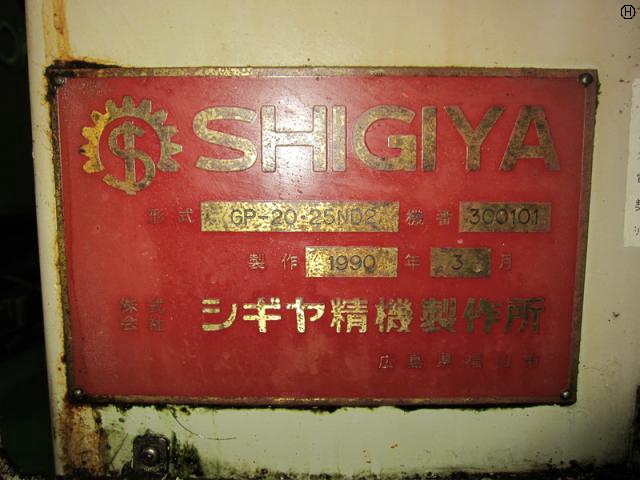 SHIGIYA
形式 GP-20-25ND2 機番 300101
製作 1990 年 3 月
株式会社 シギヤ精機製作所
広島県福山市
H